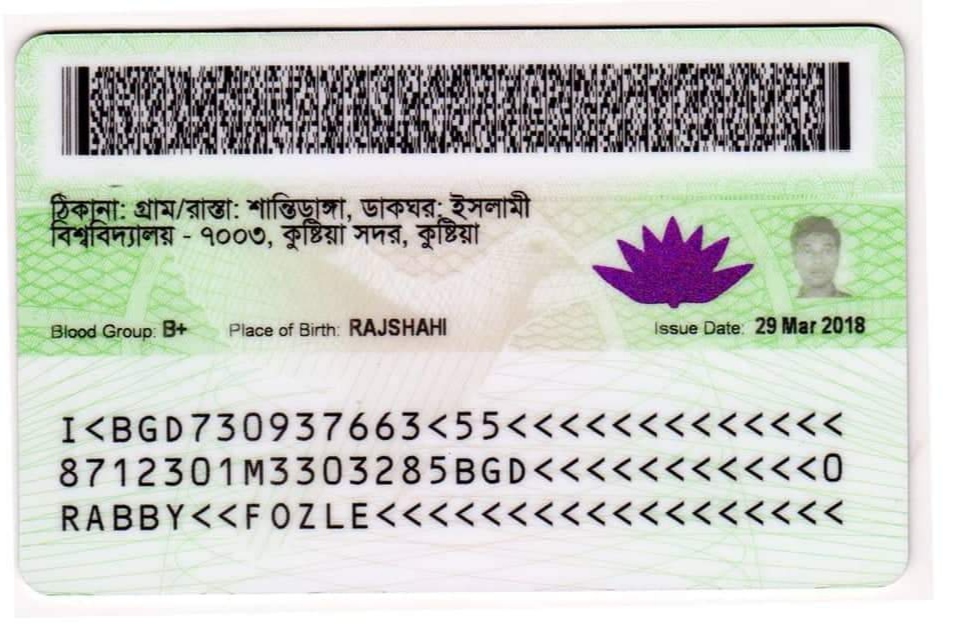 ঠিকানা: গ্রাম/রাস্তা: শান্তিডাঙ্গা, ডাকঘর: ইসলামী
বিশ্ববিদ্যালয় - ৭০০৩, কুষ্টিয়া সদর, কুষ্টিয়া
Blood Group: B+ Place of Birth: RAJSHAHI Issue Date: 29 Mar 2018
I<BGD730937663<55<<<<<<<<<<<<<
8712301M3303285BGD<<<<<<<<<<<0
RABBY<<FOZLE<<<<<<<<<<<<<<<<<<